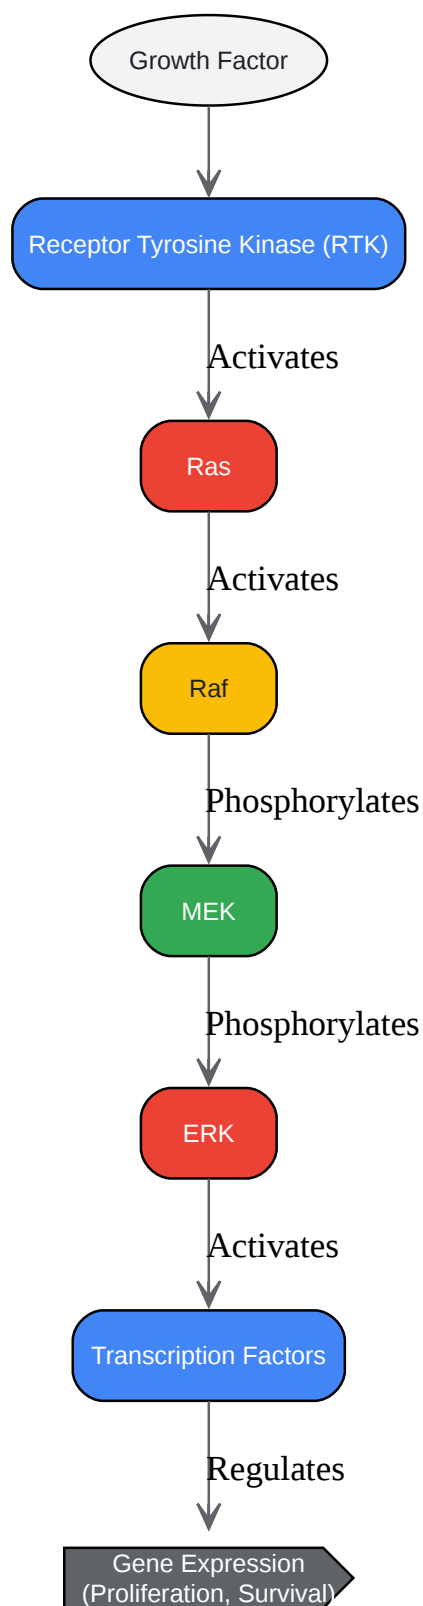 Growth Factor
Receptor Tyrosine Kinase (RTK)
Activates
Ras
Activates
Raf
Phosphorylates
MEK
Phosphorylates
ERK
Activates
Transcription Factors
Regulates
Gene Expression
(Proliferation, Survival)